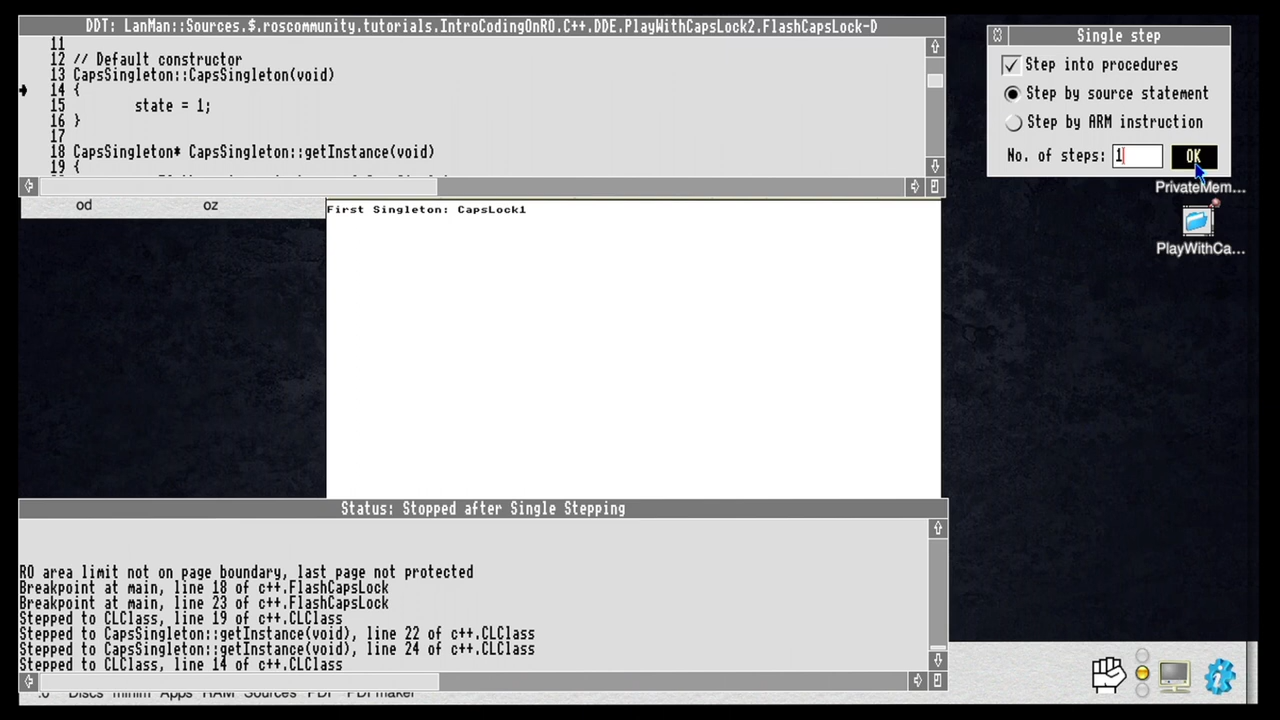 DDT: LanMan::Sources.$.roscommunity.tutorials.IntroCodingOnRO.C++.DDE.PlayWithCapsLock2.FlashCapsLock-D
11
12 // Default constructor
13 CapsSingleton::CapsSingleton(void)
14 {
15 state = 1;
16 }
17
18 CapsSingleton* CapsSingleton::getInstance(void)
19 {
od oz
First Singleton: CapsLock1
Single step
Step into procedures
Step by source statement
Step by ARM instruction
No. of steps: 1 OK
PrivateMem...
PlayWithCa...
Status: Stopped after Single Stepping
RO area limit not on page boundary, last page not protected
Breakpoint at main, line 18 of c++.FlashCapsLock
Breakpoint at main, line 23 of c++.FlashCapsLock
Stepped to CLClass, line 19 of c++.CLClass
Stepped to CapsSingleton::getInstance(void), line 22 of c++.CLClass
Stepped to CapsSingleton::getInstance(void), line 24 of c++.CLClass
Stepped to CLClass, line 14 of c++.CLClass
:0 Discs minim Apps RAM Sources PDF PDFmaker